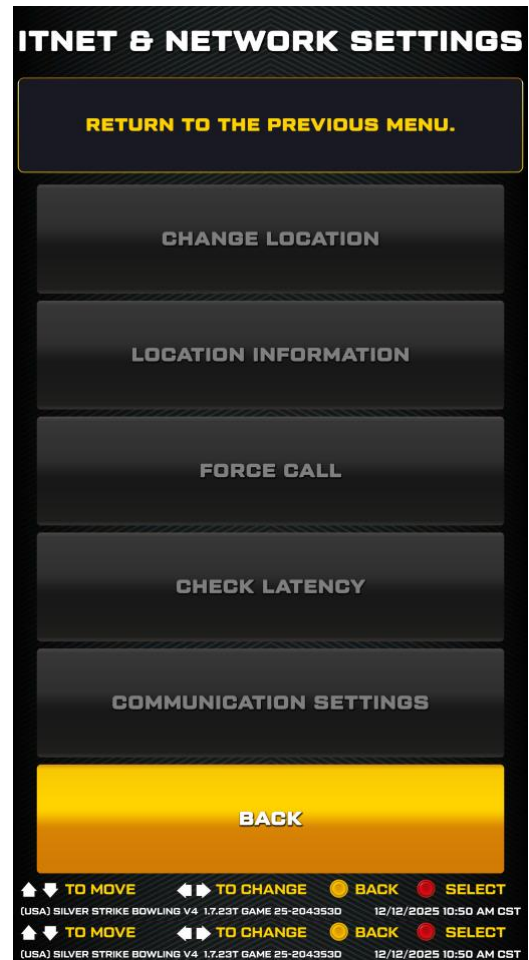 ITNET & NETWORK SETTINGS
RETURN TO THE PREVIOUS MENU.
CHANGE LOCATION
LOCATION INFORMATION
FORCE CALL
CHECK LATENCY
COMMUNICATION SETTINGS
BACK
TO MOVE TO CHANGE BACK SELECT
(USA) SILVER STRIKE BOWLING V4 1.7.23T GAME 25-204353D 12/12/2025 10:50 AM CST
TO MOVE TO CHANGE BACK SELECT
(USA) SILVER STRIKE BOWLING V4 1.7.23T GAME 25-204353D 12/12/2025 10:50 AM CST